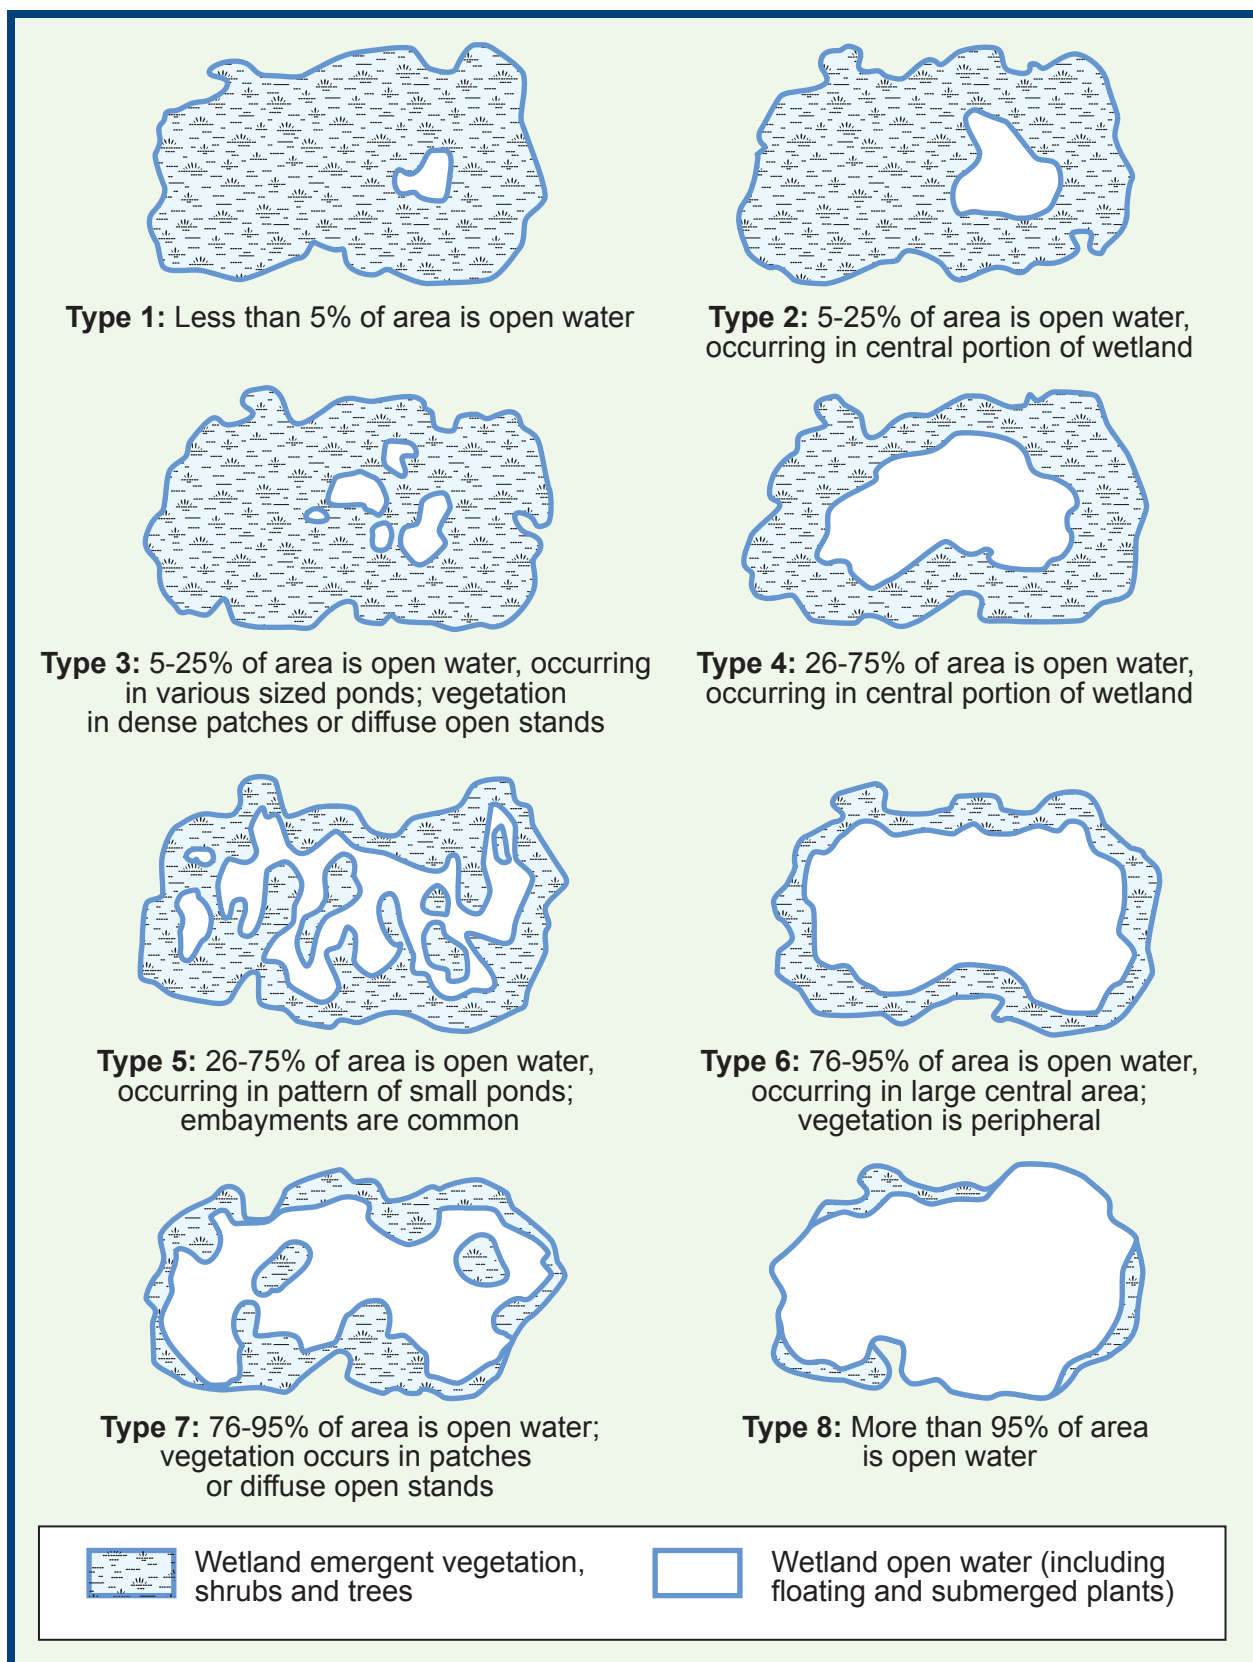 Type 1: Less than 5% of area is open water
Type 2: 5-25% of area is open water,
occurring in central portion of wetland
Type 3: 5-25% of area is open water, occurring
in various sized ponds; vegetation
in dense patches or diffuse open stands
Type 4: 26-75% of area is open water,
occurring in central portion of wetland
Type 5: 26-75% of area is open water,
occurring in pattern of small ponds;
embayments are common
Type 6: 76-95% of area is open water,
occurring in large central area;
vegetation is peripheral
Type 7: 76-95% of area is open water;
vegetation occurs in patches
or diffuse open stands
Type 8: More than 95% of area
is open water
Wetland emergent vegetation,
shrubs and trees
Wetland open water (including
floating and submerged plants)